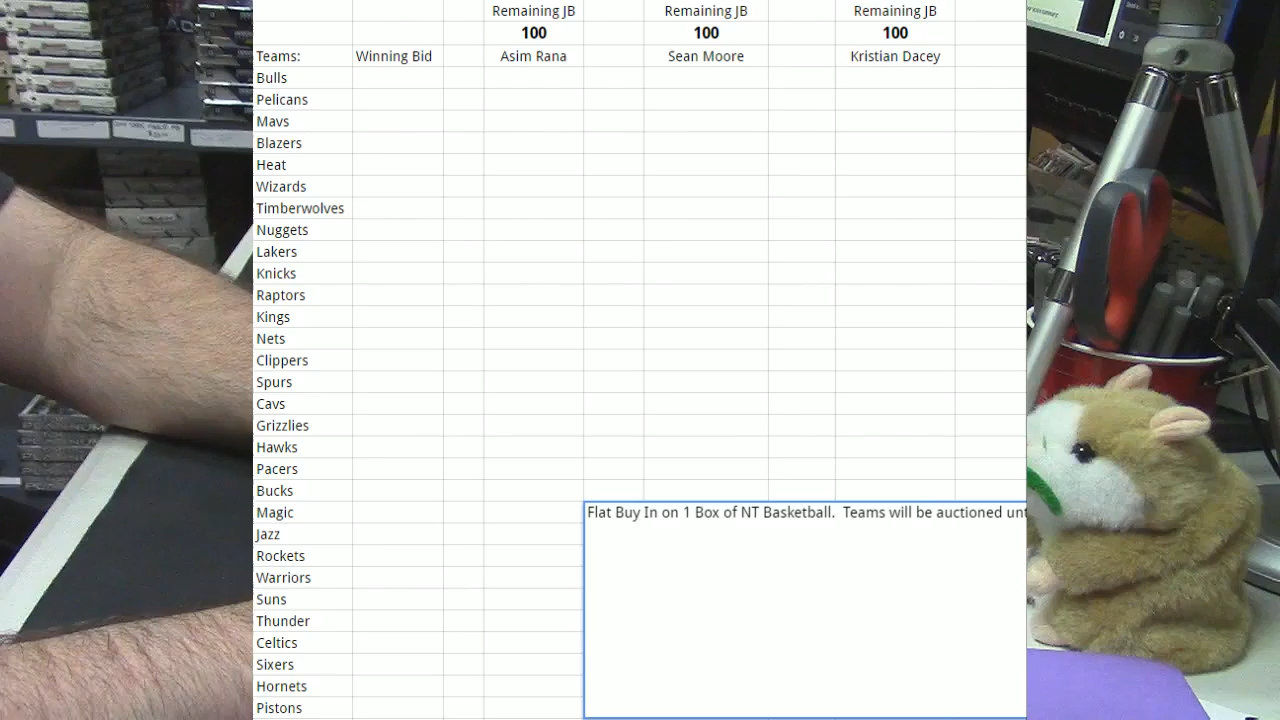 Remaining JB Remaining JB Remaining JB
100 100 100
Teams: Winning Bid Asim Rana Sean Moore Kristian Dacey
Bulls
Pelicans
Mavs
Blazers
Heat
Wizards
Timberwolves
Nuggets
Lakers
Knicks
Raptors
Kings
Nets
Clippers
Spurs
Cavs
Grizzlies
Hawks
Pacers
Bucks
Magic Flat Buy In on 1 Box of NT Basketball. Teams will be auctioned unt
Jazz
Rockets
Warriors
Suns
Thunder
Celtics
Sixers
Hornets
Pistons